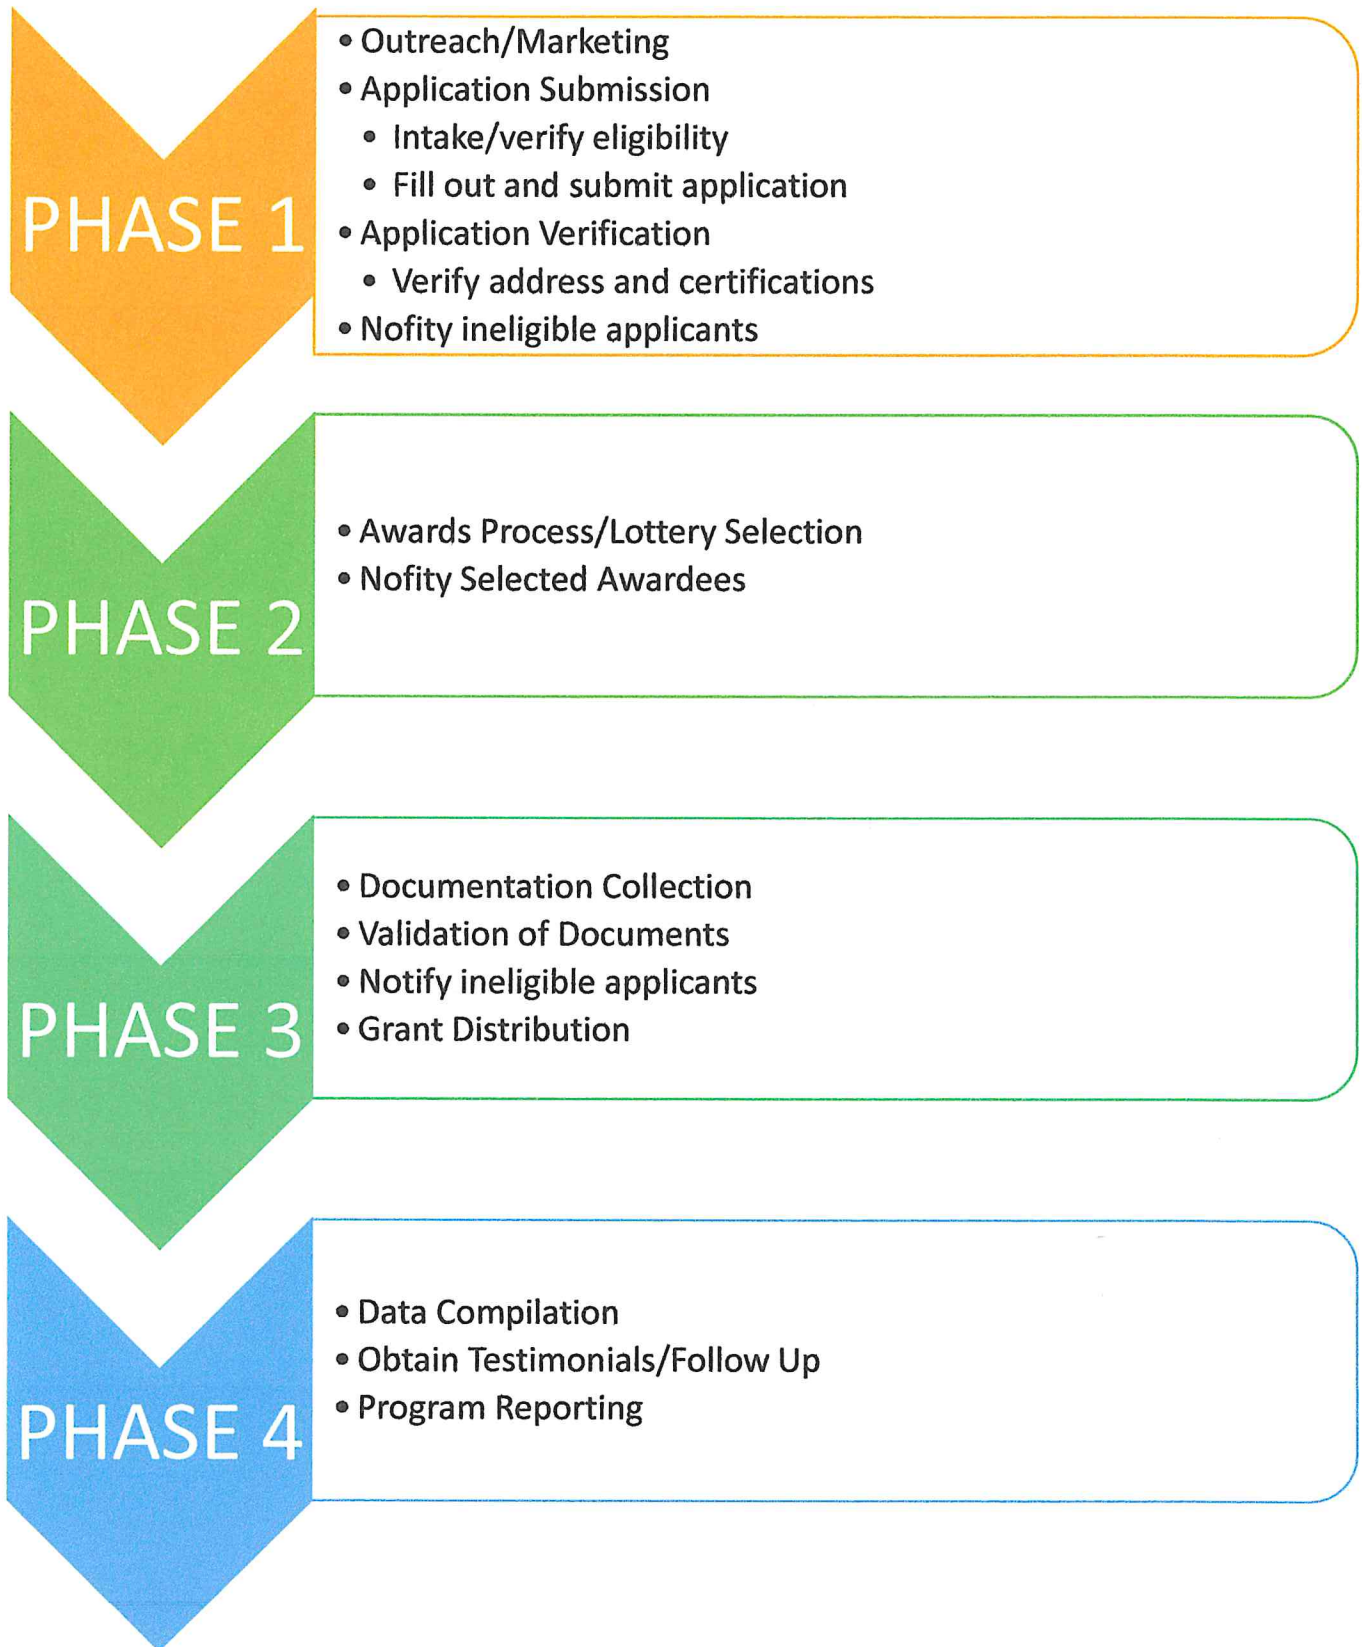 PHASE 1
• Outreach/Marketing
• Application Submission
• Intake/verify eligibility
• Fill out and submit application
• Application Verification
• Verify address and certifications
• Nofity ineligible applicants
PHASE 2
• Awards Process/Lottery Selection
• Nofity Selected Awardees
PHASE 3
• Documentation Collection
• Validation of Documents
• Notify ineligible applicants
• Grant Distribution
PHASE 4
• Data Compilation
• Obtain Testimonials/Follow Up
• Program Reporting